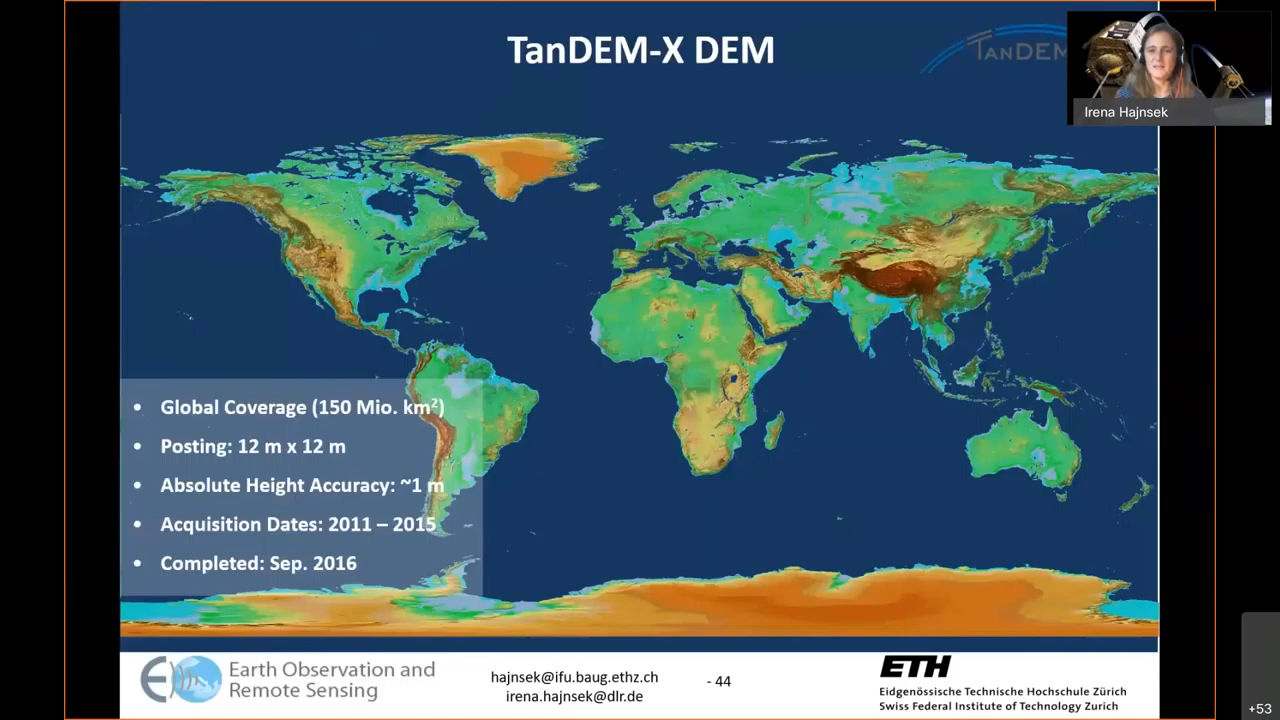 TanDEM-X DEM
TANDEM
Irena Hajnsek
• Global Coverage (150 Mio. km²)
• Posting: 12 m x 12 m
• Absolute Height Accuracy: ~1 m
• Acquisition Dates: 2011 – 2015
• Completed: Sep. 2016
Earth Observation and
Remote Sensing
hajnsek@ifu.baug.ethz.ch
irena.hajnsek@dlr.de
- 44
ETH
Eidgenössische Technische Hochschule Zürich
Swiss Federal Institute of Technology Zurich
+53